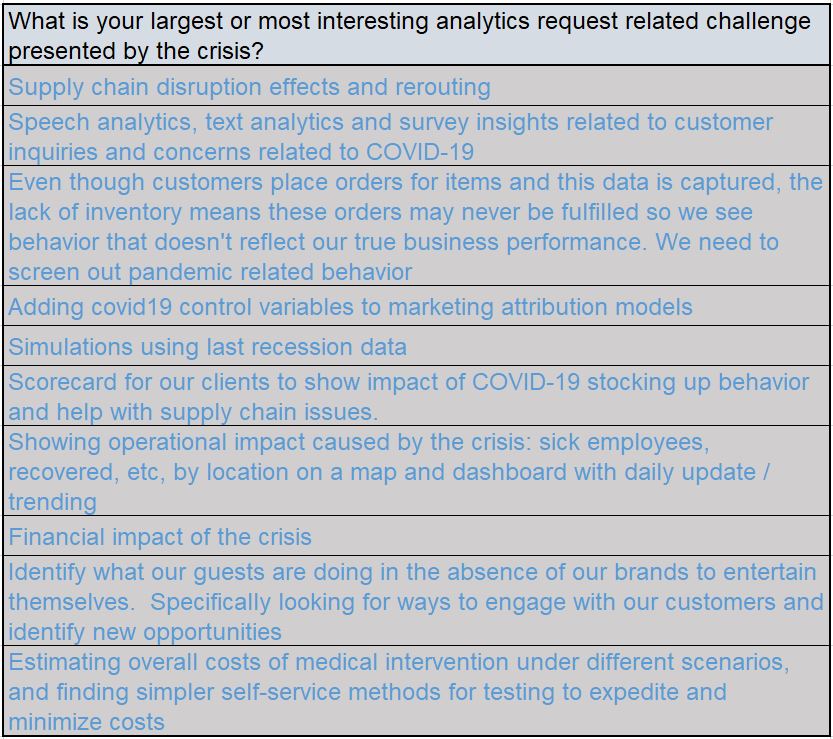 What is your largest or most interesting analytics request related challenge
presented by the crisis?
Supply chain disruption effects and rerouting
Speech analytics, text analytics and survey insights related to customer
inquiries and concerns related to COVID-19
Even though customers place orders for items and this data is captured, the
lack of inventory means these orders may never be fulfilled so we see
behavior that doesn't reflect our true business performance. We need to
screen out pandemic related behavior
Adding covid19 control variables to marketing attribution models
Simulations using last recession data
Scorecard for our clients to show impact of COVID-19 stocking up behavior
and help with supply chain issues.
Showing operational impact caused by the crisis: sick employees,
recovered, etc, by location on a map and dashboard with daily update /
trending
Financial impact of the crisis
Identify what our guests are doing in the absence of our brands to entertain
themselves.  Specifically looking for ways to engage with our customers and
identify new opportunities
Estimating overall costs of medical intervention under different scenarios,
and finding simpler self-service methods for testing to expedite and
minimize costs